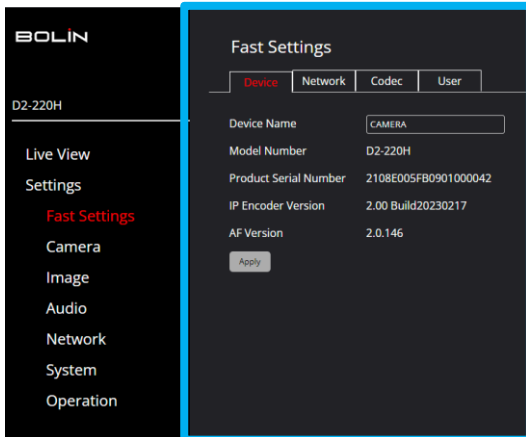 BOLIN
D2-220H
Live View
Settings
Fast Settings
Camera
Image
Audio
Network
System
Operation
Fast Settings
Device Network Codec User
Device Name CAMERA
Model Number D2-220H
Product Serial Number 2108E005FB0901000042
IP Encoder Version 2.00 Build20230217
AF Version 2.0.146
Apply